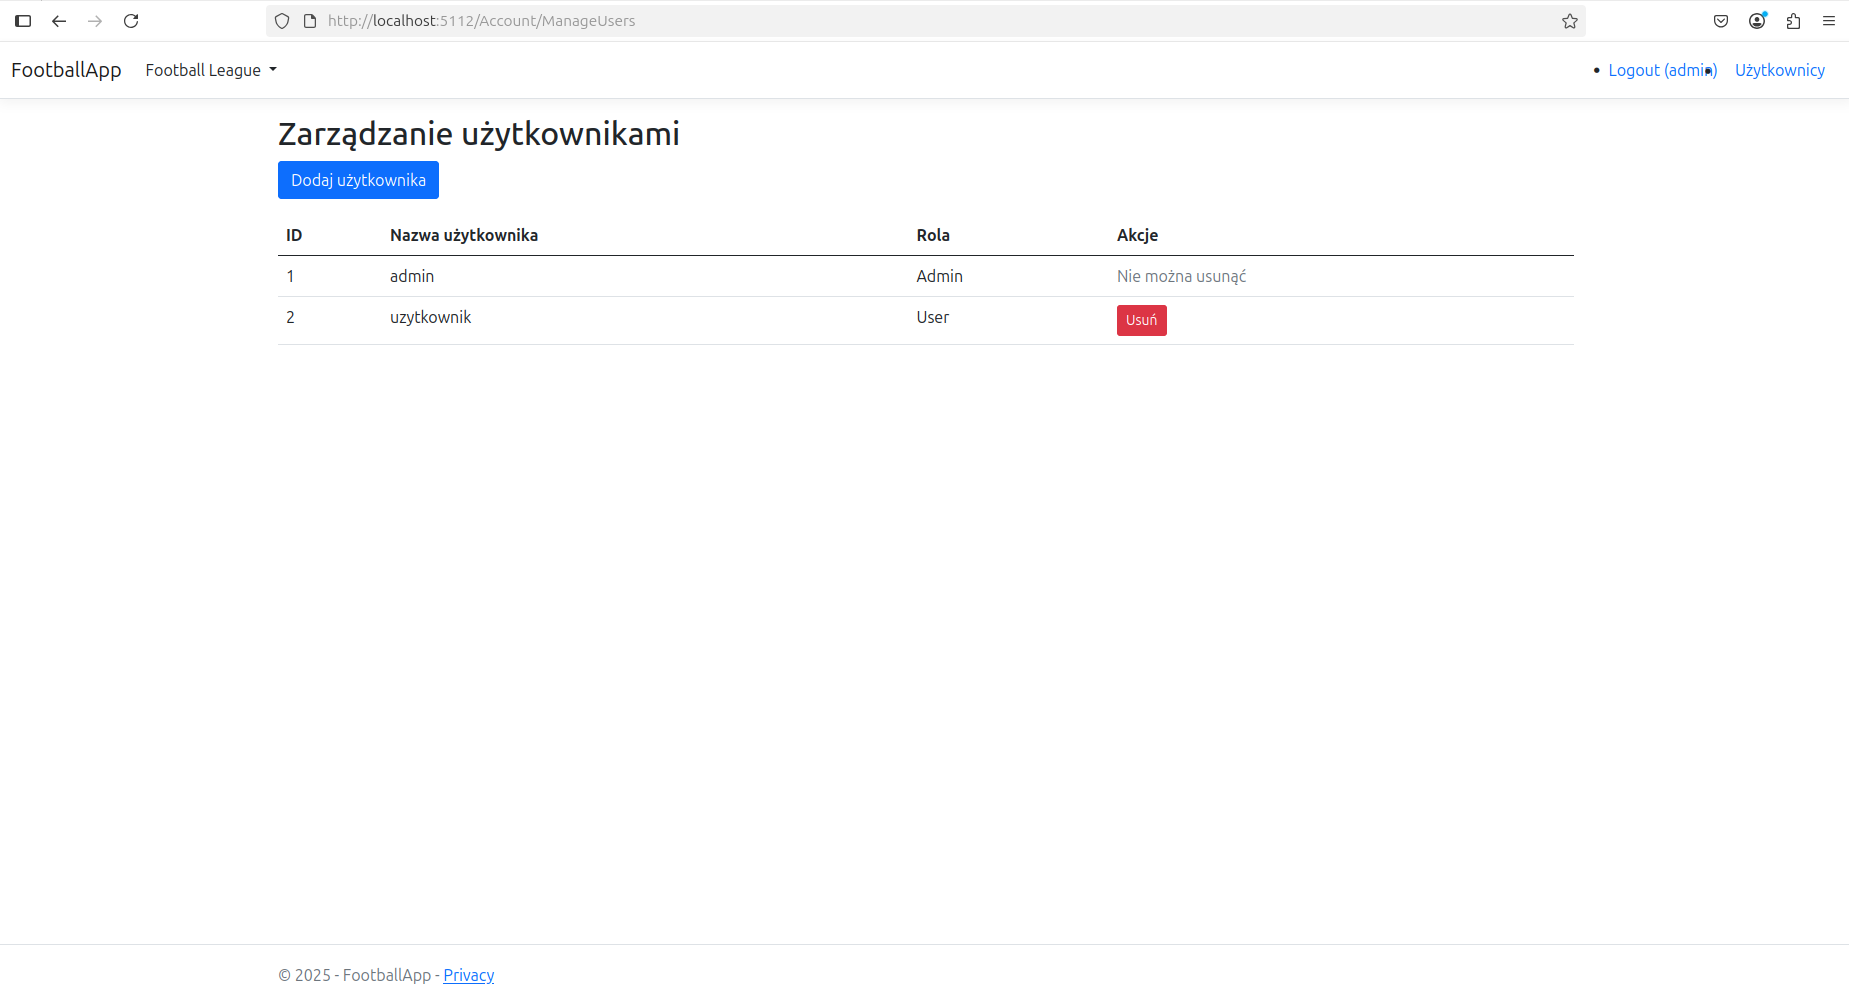 http://localhost:5112/Account/ManageUsers
FootballApp Football League • Logout (admin) • Użytkownicy
Zarządzanie użytkownikami
Dodaj użytkownika
ID Nazwa użytkownika Rola Akcje
1 admin Admin Nie można usunąć
2 uzytkownik User Usuń
© 2025 - FootballApp - Privacy